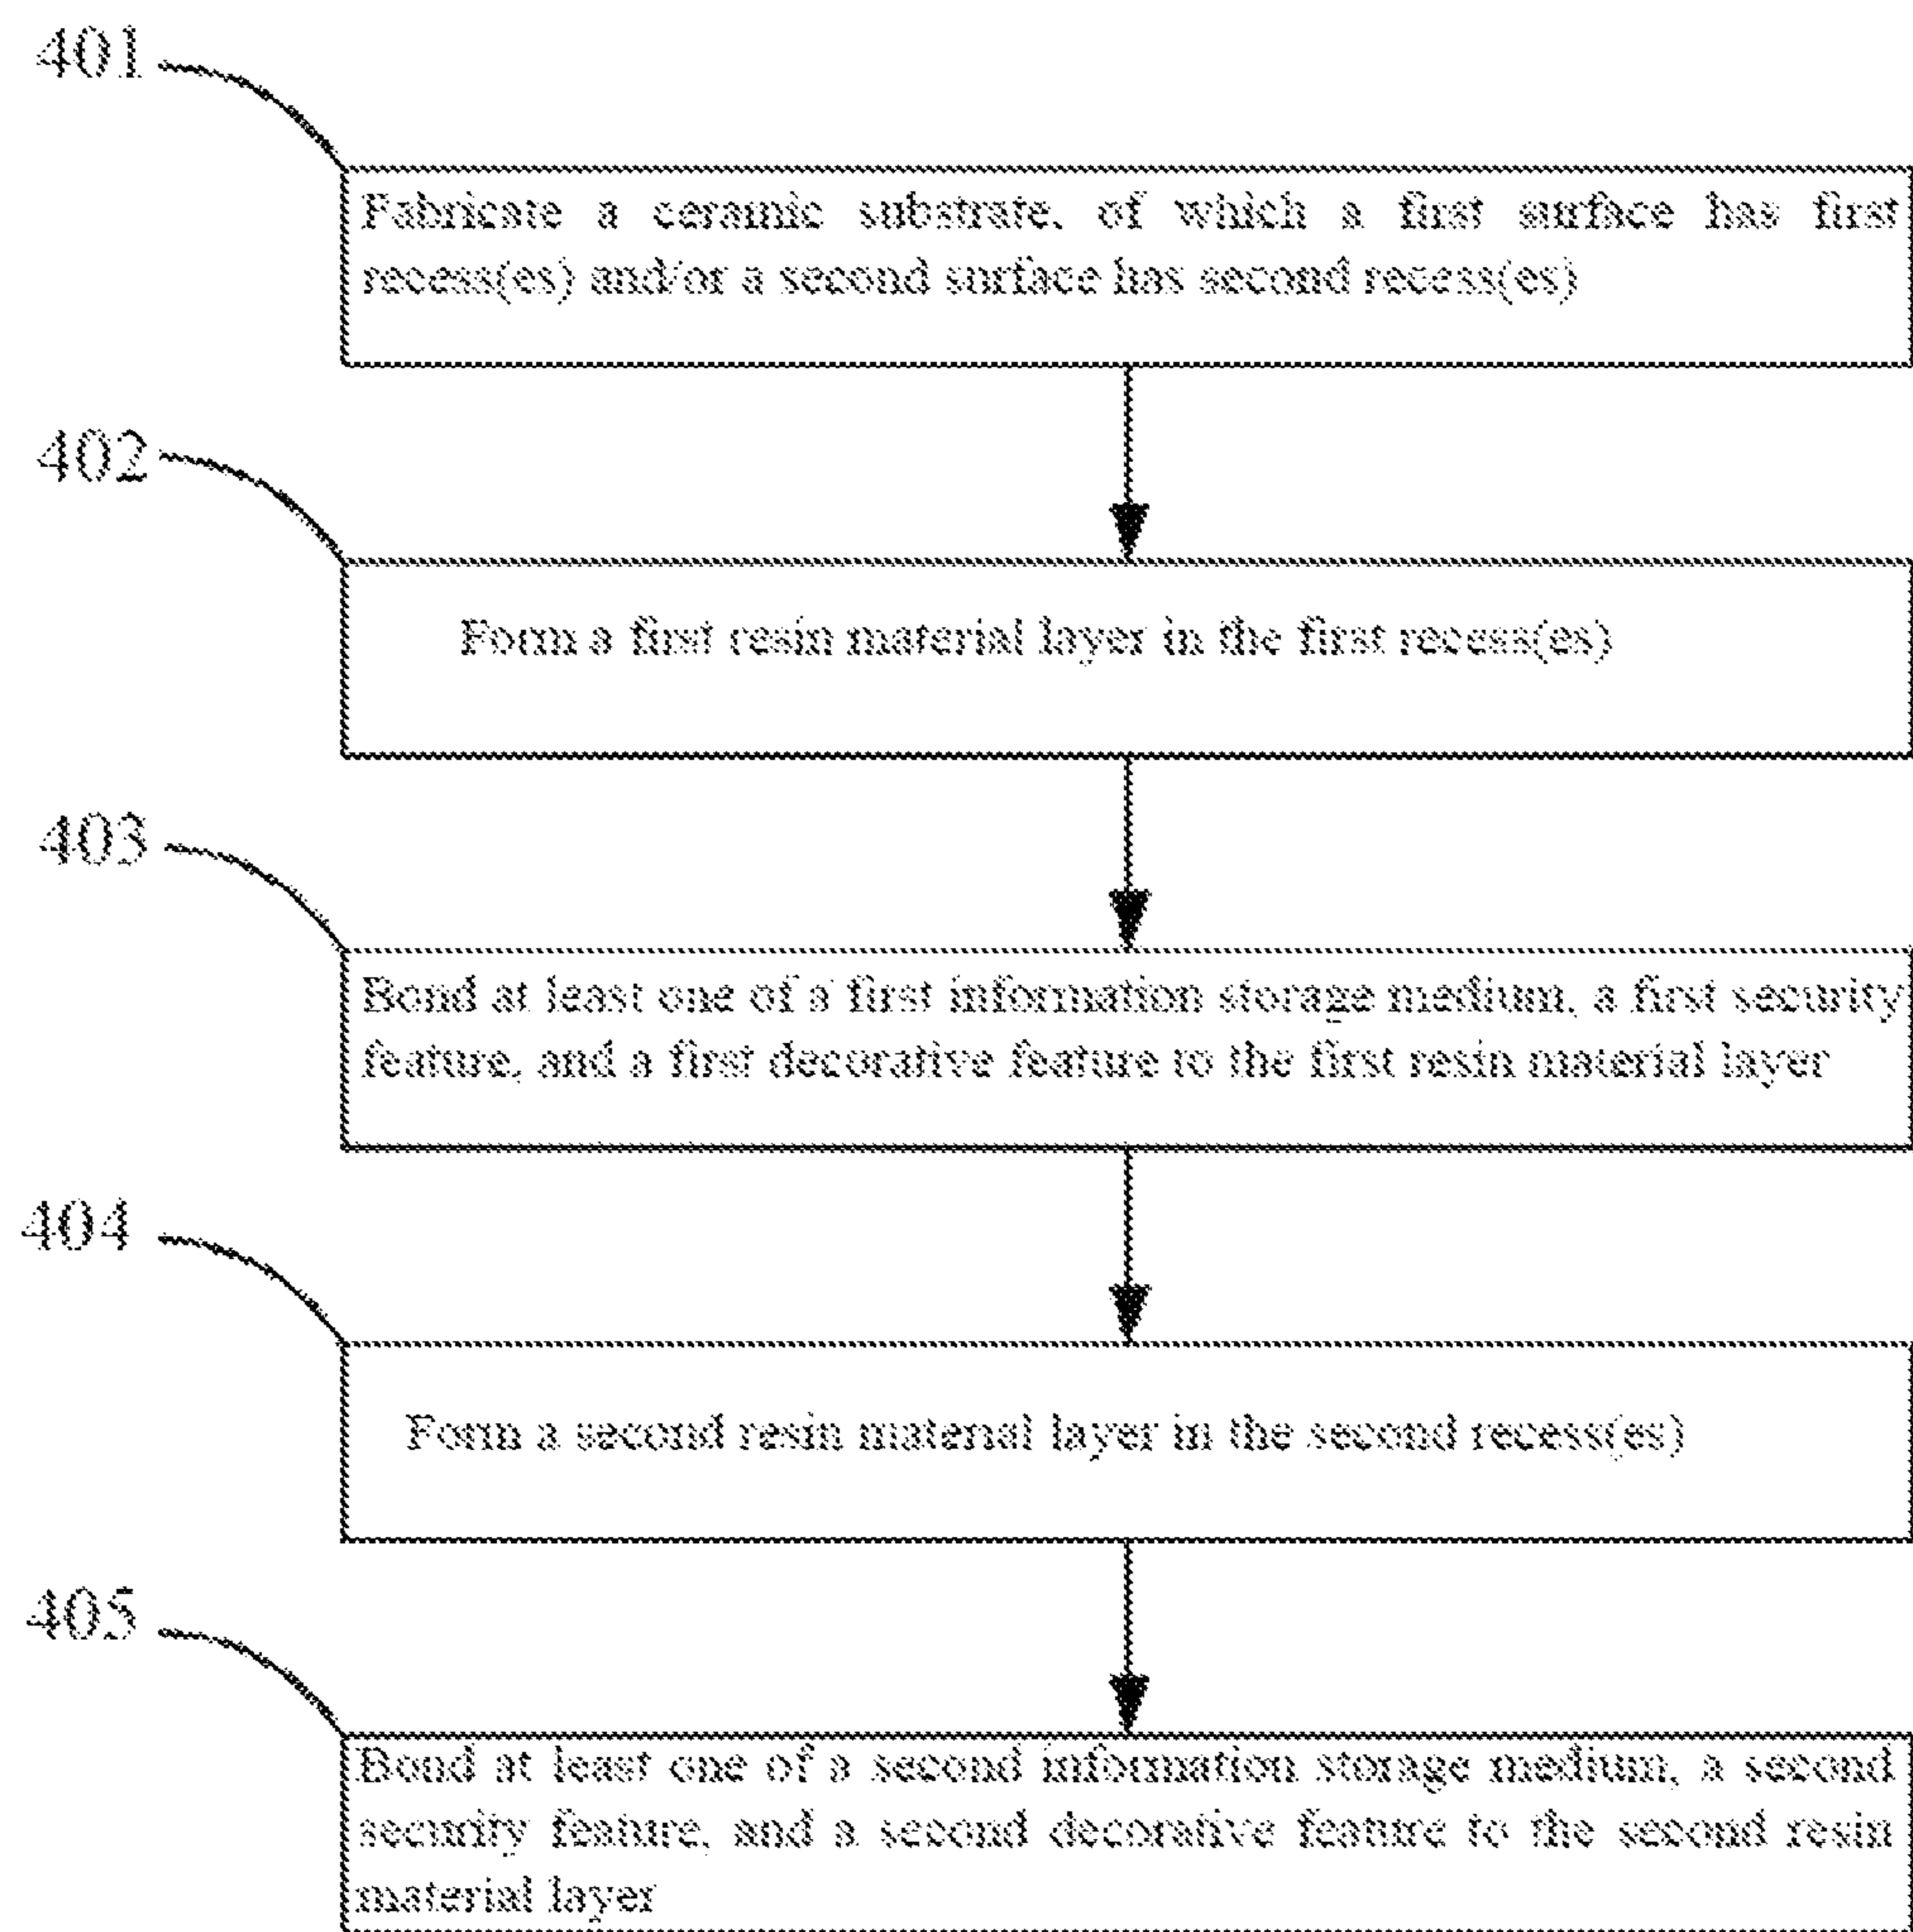 401
Fabricate a ceramic substrate, of which a first surface has first
recess(es) and/or a second surface has second recess(es)
402
Form a first resin material layer in the first recess(es)
403
Bond at least one of a first information storage medium, a first security
feature, and a first decorative feature to the first resin material layer
404
Form a second resin material layer in the second recess(es)
405
Bond at least one of a second information storage medium, a second
security feature, and a second decorative feature to the second resin
material layer